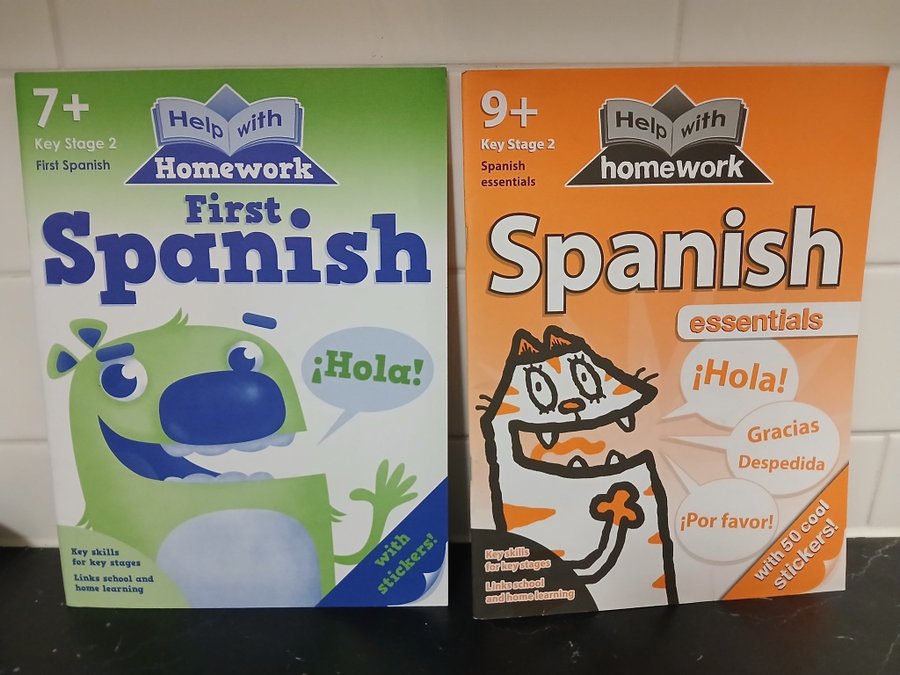 7+
Key Stage 2
First Spanish
Help with
Homework
First
Spanish
¡Hola!
Key skills
for key stages
Links school and
home learning
with
stickers!
9+
Key Stage 2
Spanish
essentials
Help with
homework
Spanish
essentials
¡Hola!
Gracias
Despedida
¡Por favor!
Key skills
for key stages
Links school
and home learning
with 50 cool
stickers!